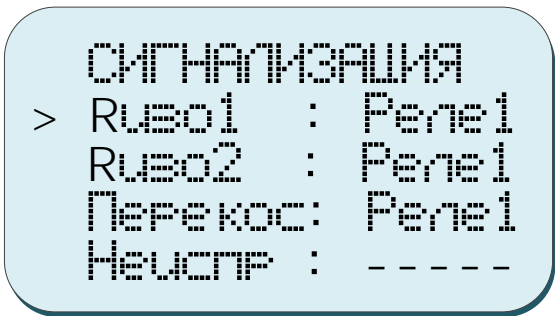 СИГНАЛИЗАЦИЯ
> Rизо1 : Реле1
Rизо2 : Реле1
Перекос: Реле1
Неиспр : -----